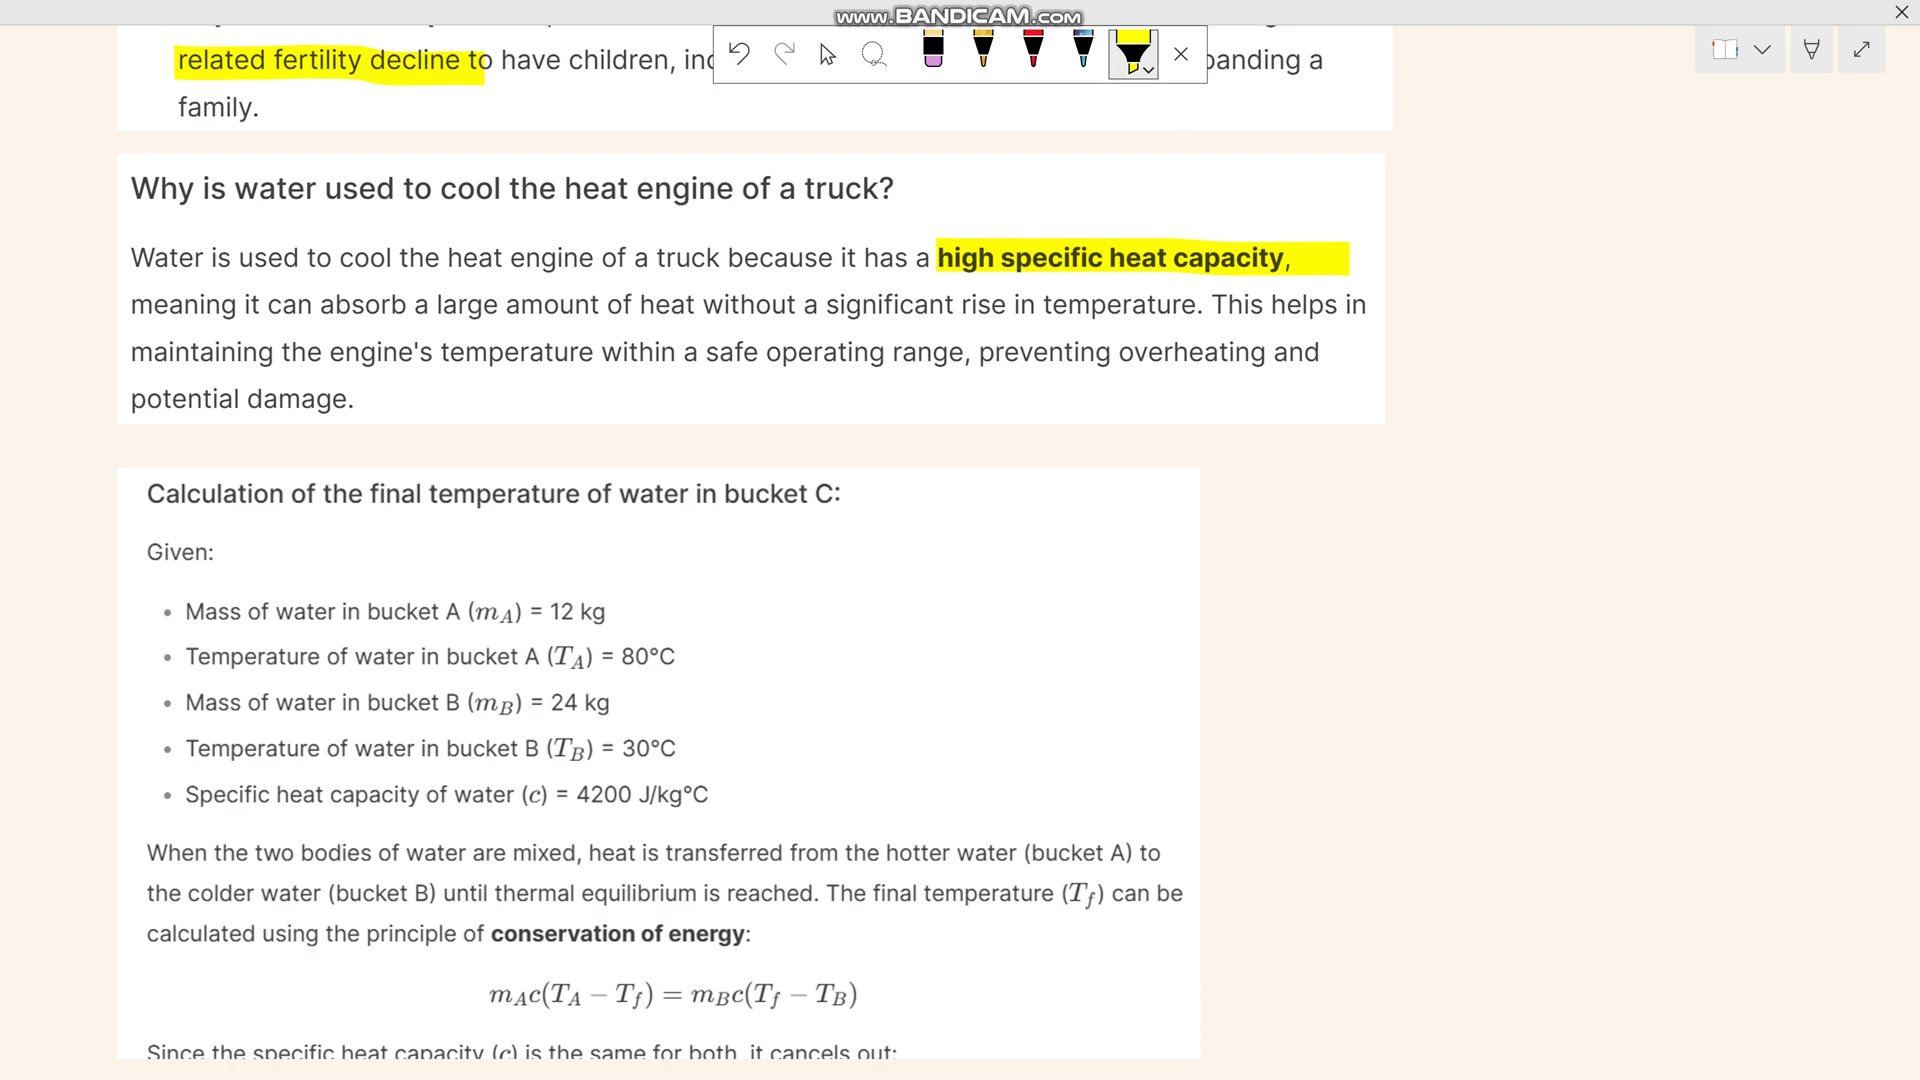 www.BANDICAM.com
related fertility decline to have children, inc
panding a
family.
Why is water used to cool the heat engine of a truck?
Water is used to cool the heat engine of a truck because it has a high specific heat capacity,
meaning it can absorb a large amount of heat without a significant rise in temperature. This helps in
maintaining the engine's temperature within a safe operating range, preventing overheating and
potential damage.
Calculation of the final temperature of water in bucket C:
Given:
• Mass of water in bucket A (m_A) = 12 kg
• Temperature of water in bucket A (T_A) = 80°C
• Mass of water in bucket B (m_B) = 24 kg
• Temperature of water in bucket B (T_B) = 30°C
• Specific heat capacity of water (c) = 4200 J/kg°C
When the two bodies of water are mixed, heat is transferred from the hotter water (bucket A) to
the colder water (bucket B) until thermal equilibrium is reached. The final temperature (T_f) can be
calculated using the principle of conservation of energy:
m_Ac(T_A − T_f) = m_Bc(T_f − T_B)
Since the specific heat capacity (c) is the same for both, it cancels out: